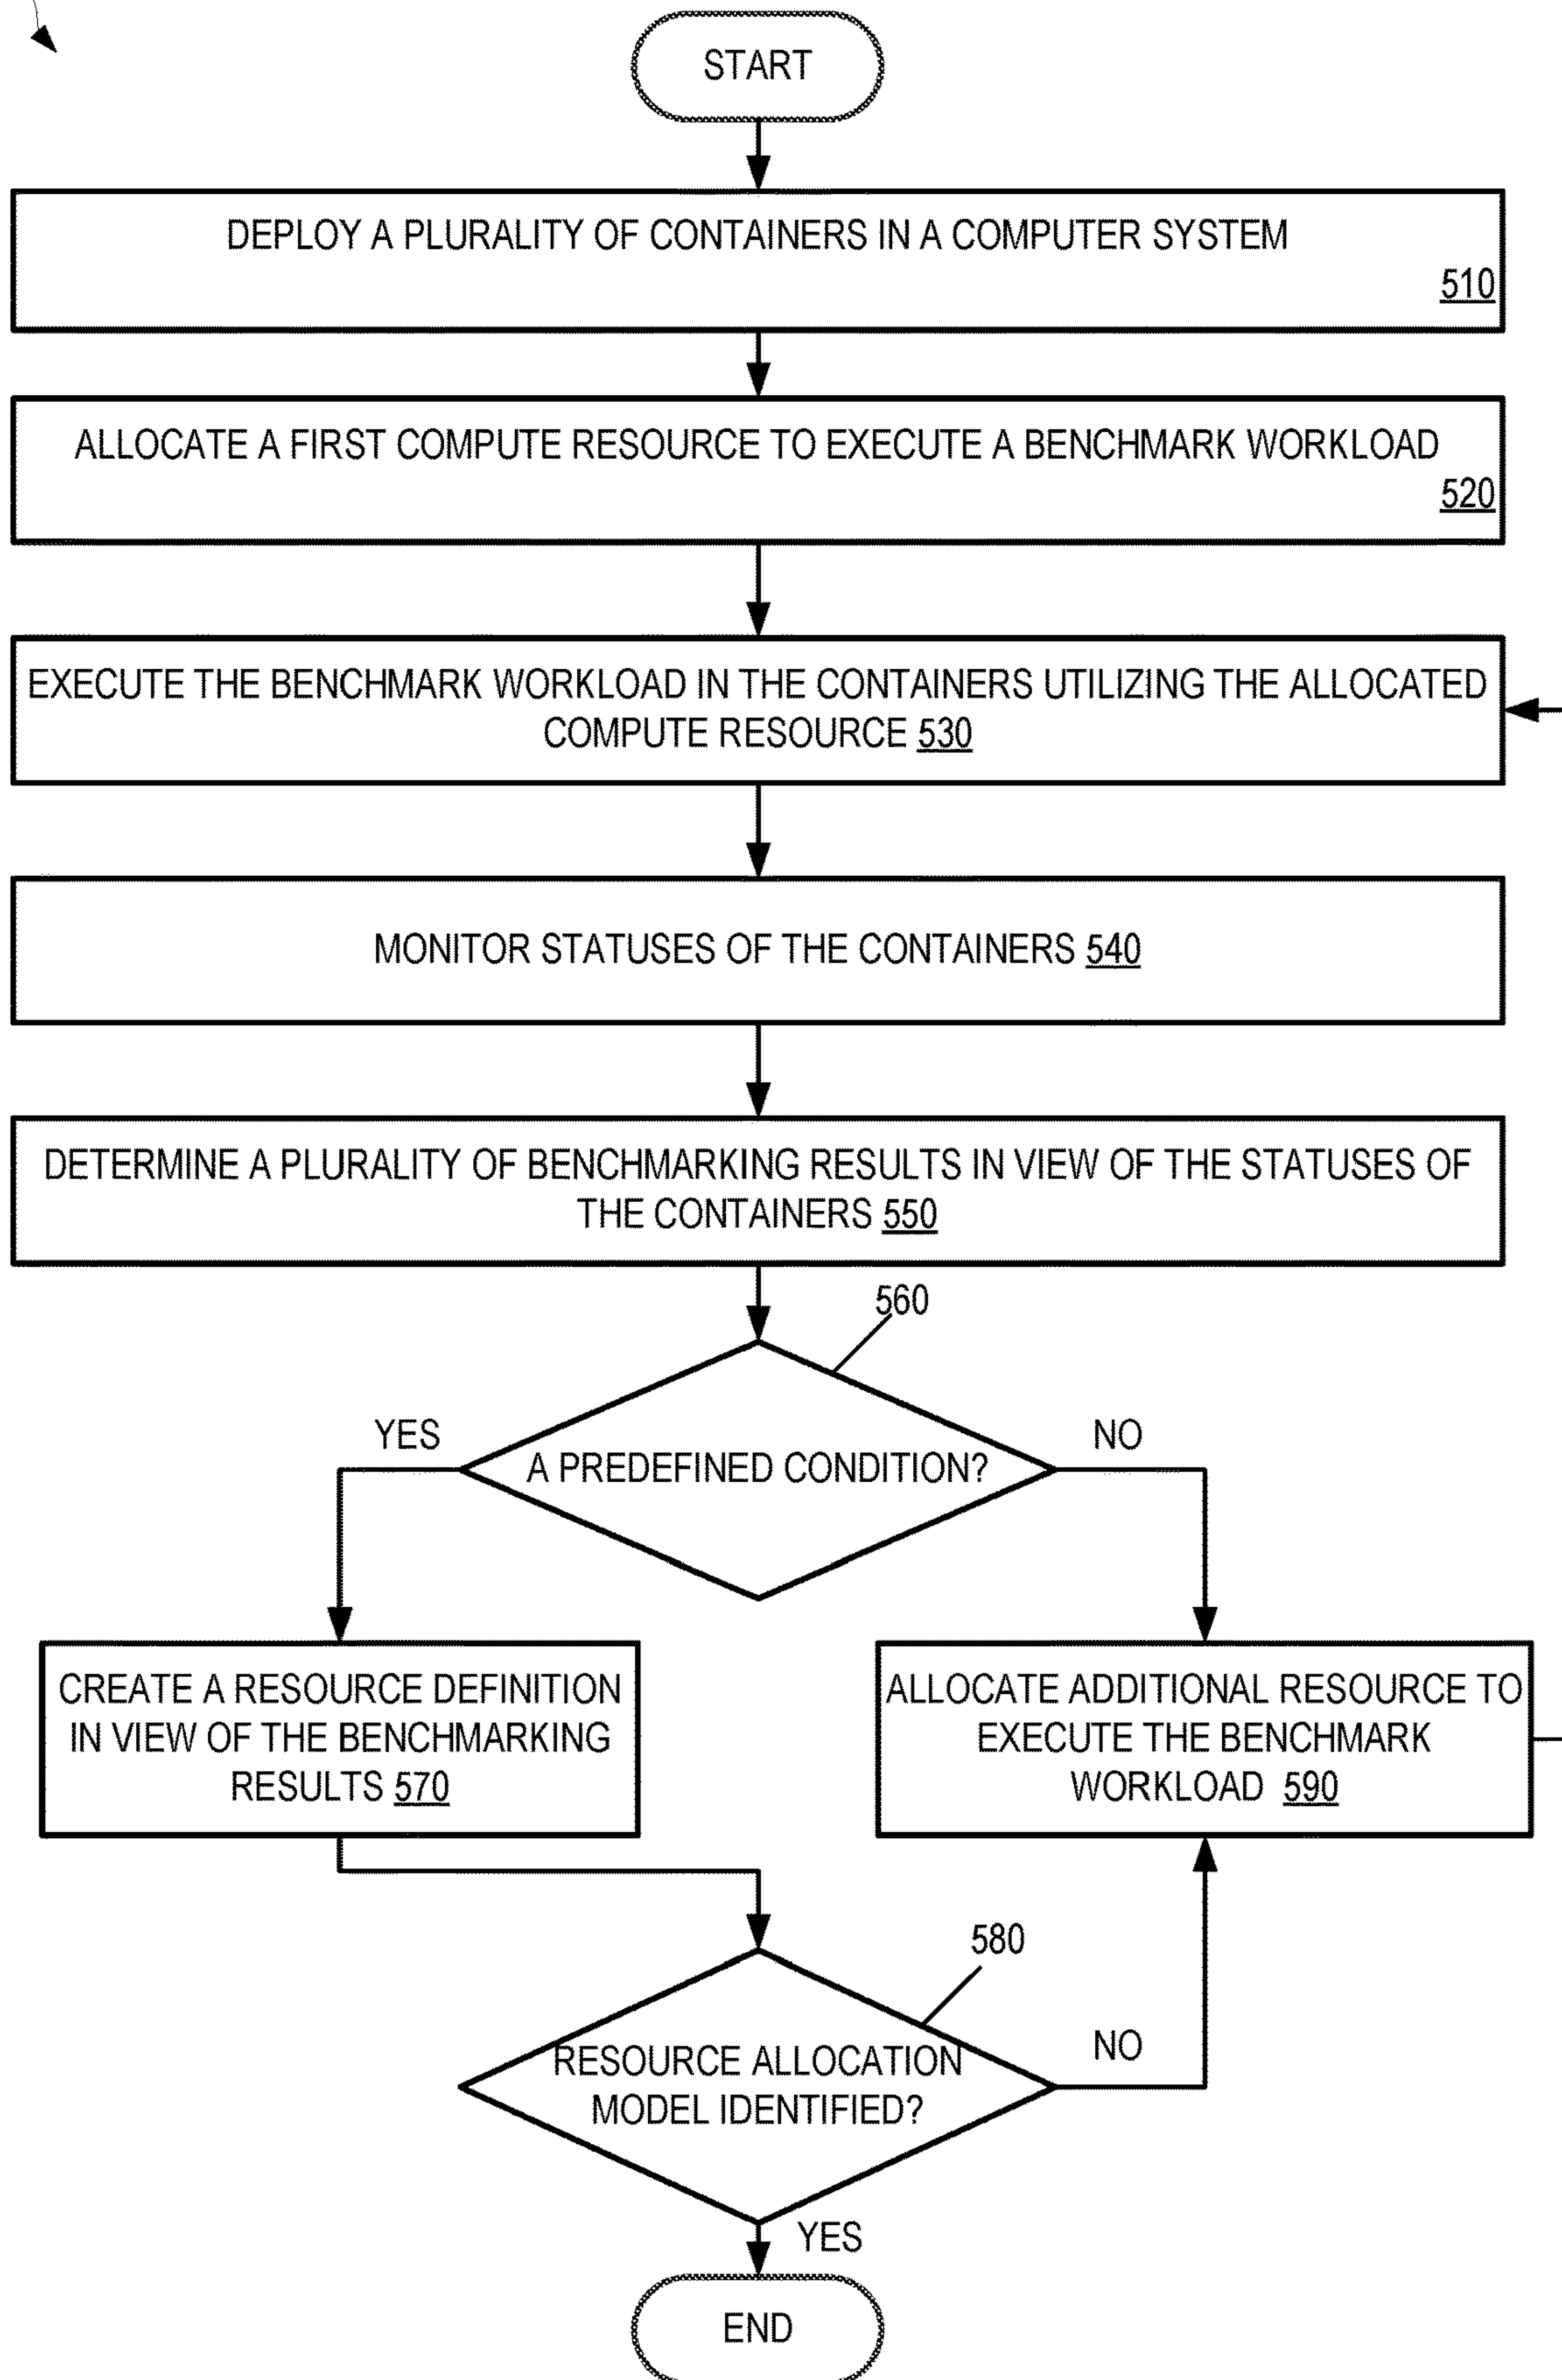 START
DEPLOY A PLURALITY OF CONTAINERS IN A COMPUTER SYSTEM
510
ALLOCATE A FIRST COMPUTE RESOURCE TO EXECUTE A BENCHMARK WORKLOAD
520
EXECUTE THE BENCHMARK WORKLOAD IN THE CONTAINERS UTILIZING THE ALLOCATED
COMPUTE RESOURCE 530
MONITOR STATUSES OF THE CONTAINERS 540
DETERMINE A PLURALITY OF BENCHMARKING RESULTS IN VIEW OF THE STATUSES OF
THE CONTAINERS 550
560
YES
NO
A PREDEFINED CONDITION?
CREATE A RESOURCE DEFINITION
IN VIEW OF THE BENCHMARKING
RESULTS 570
ALLOCATE ADDITIONAL RESOURCE TO
EXECUTE THE BENCHMARK
WORKLOAD 590
580
NO
RESOURCE ALLOCATION
MODEL IDENTIFIED?
YES
END